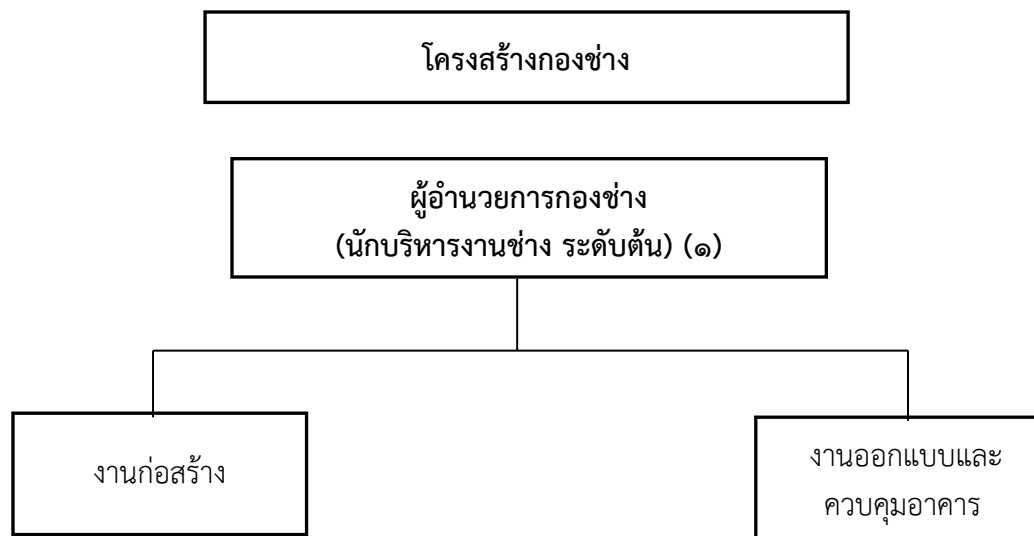 โครงสร้างกองช่าง
ผู้อำนวยการกองช่าง
(นักบริหารงานช่าง ระดับต้น) (๑)
งานก่อสร้าง
งานออกแบบและ
ควบคุมอาคาร